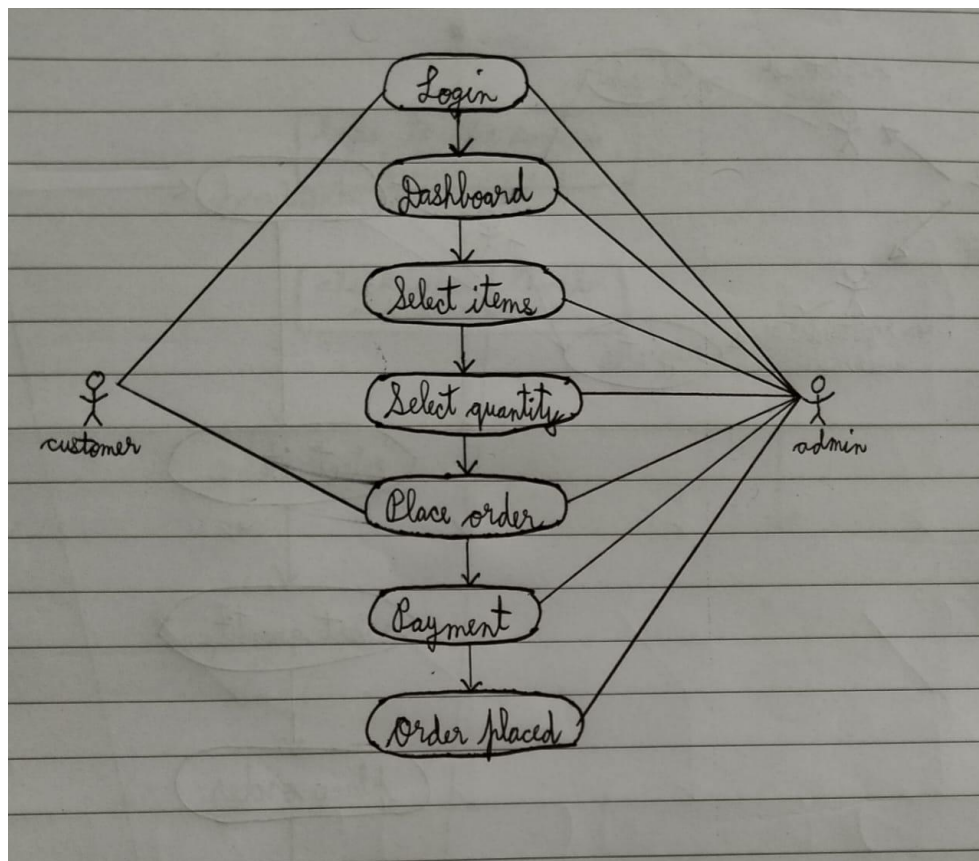 Login
Dashboard
Select items
Select quantity
customer
admin
Place order
Payment
Order placed